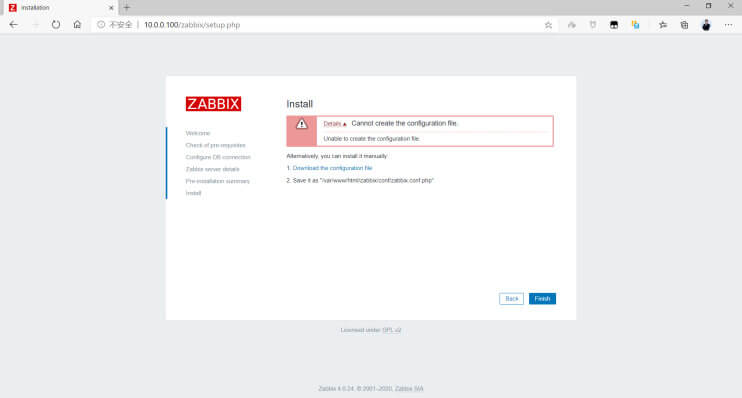 Installation
不安全 | 10.0.0.100/zabbix/setup.php
ZABBIX
Welcome
Check of pre-requisites
Configure DB connection
Zabbix server details
Pre-installation summary
Install
Install
Details Cannot create the configuration file.
Unable to create the configuration file.
Alternatively, you can install it manually:
1. Download the configuration file
2. Save it as "/var/www/html/zabbix/conf/zabbix.conf.php"
Back
Finish
Licensed under GPL v2
Zabbix 4.0.24. © 2001–2020, Zabbix SIA